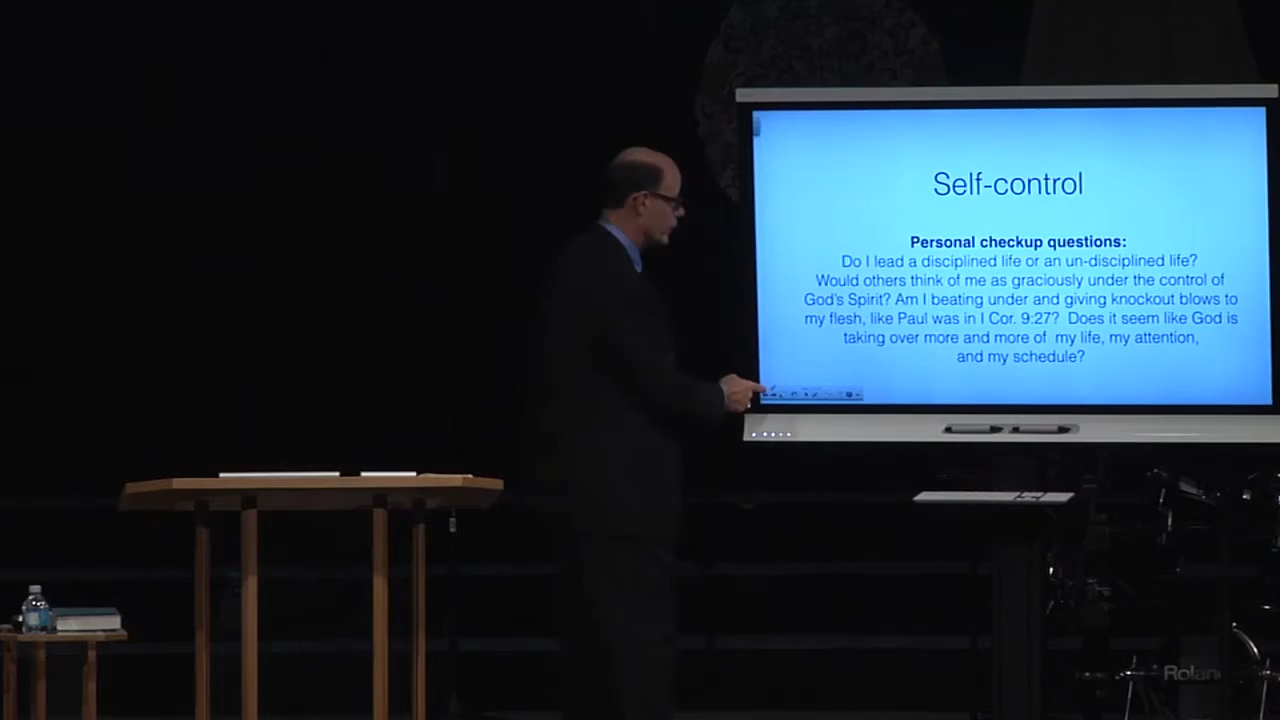 Self-control
Personal checkup questions:
Do I lead a disciplined life or an un-disciplined life?
Would others think of me as graciously under the control of
God's Spirit? Am I beating under and giving knockout blows to
my flesh, like Paul was in I Cor. 9:27? Does it seem like God is
taking over more and more of my life, my attention,
and my schedule?
Roland